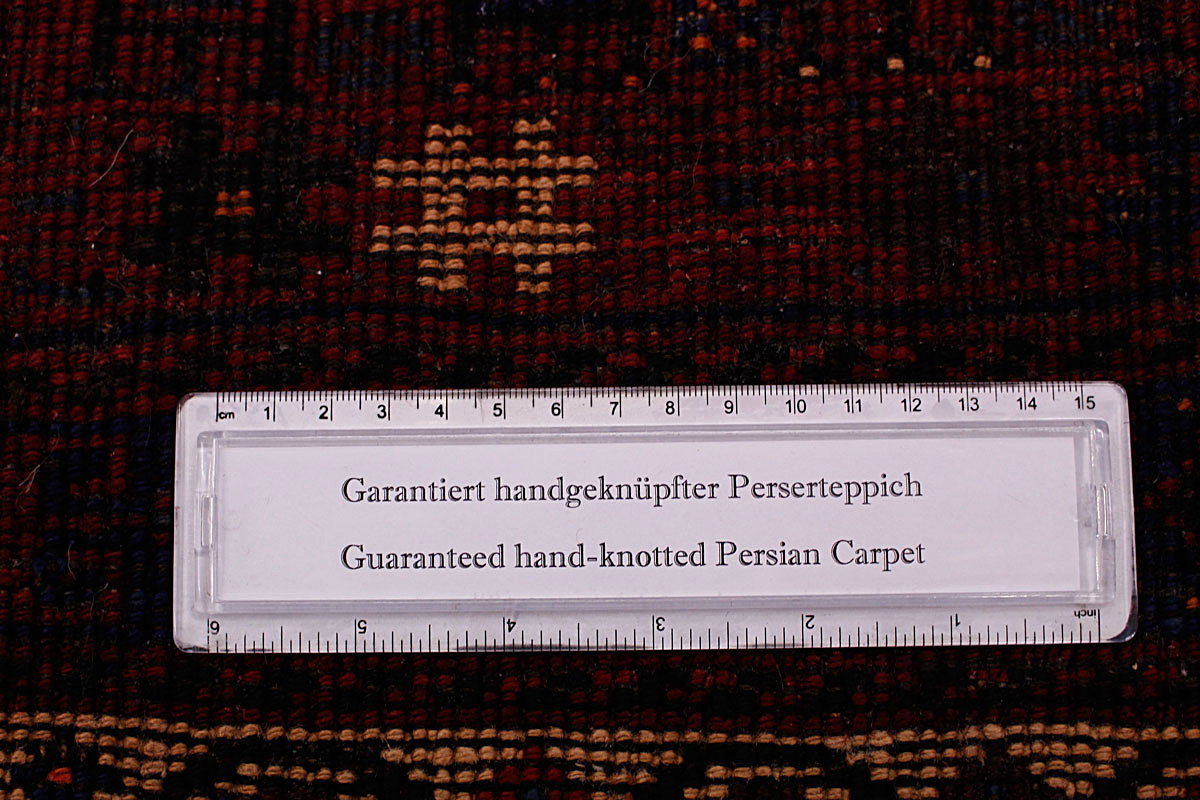 cm 1 2 3 4 5 6 7 8 9 10 11 12 13 14 15
Garantiert handgeknüpfter Perserteppich
Guaranteed hand-knotted Persian Carpet
6 5 4 3 2 1 inch